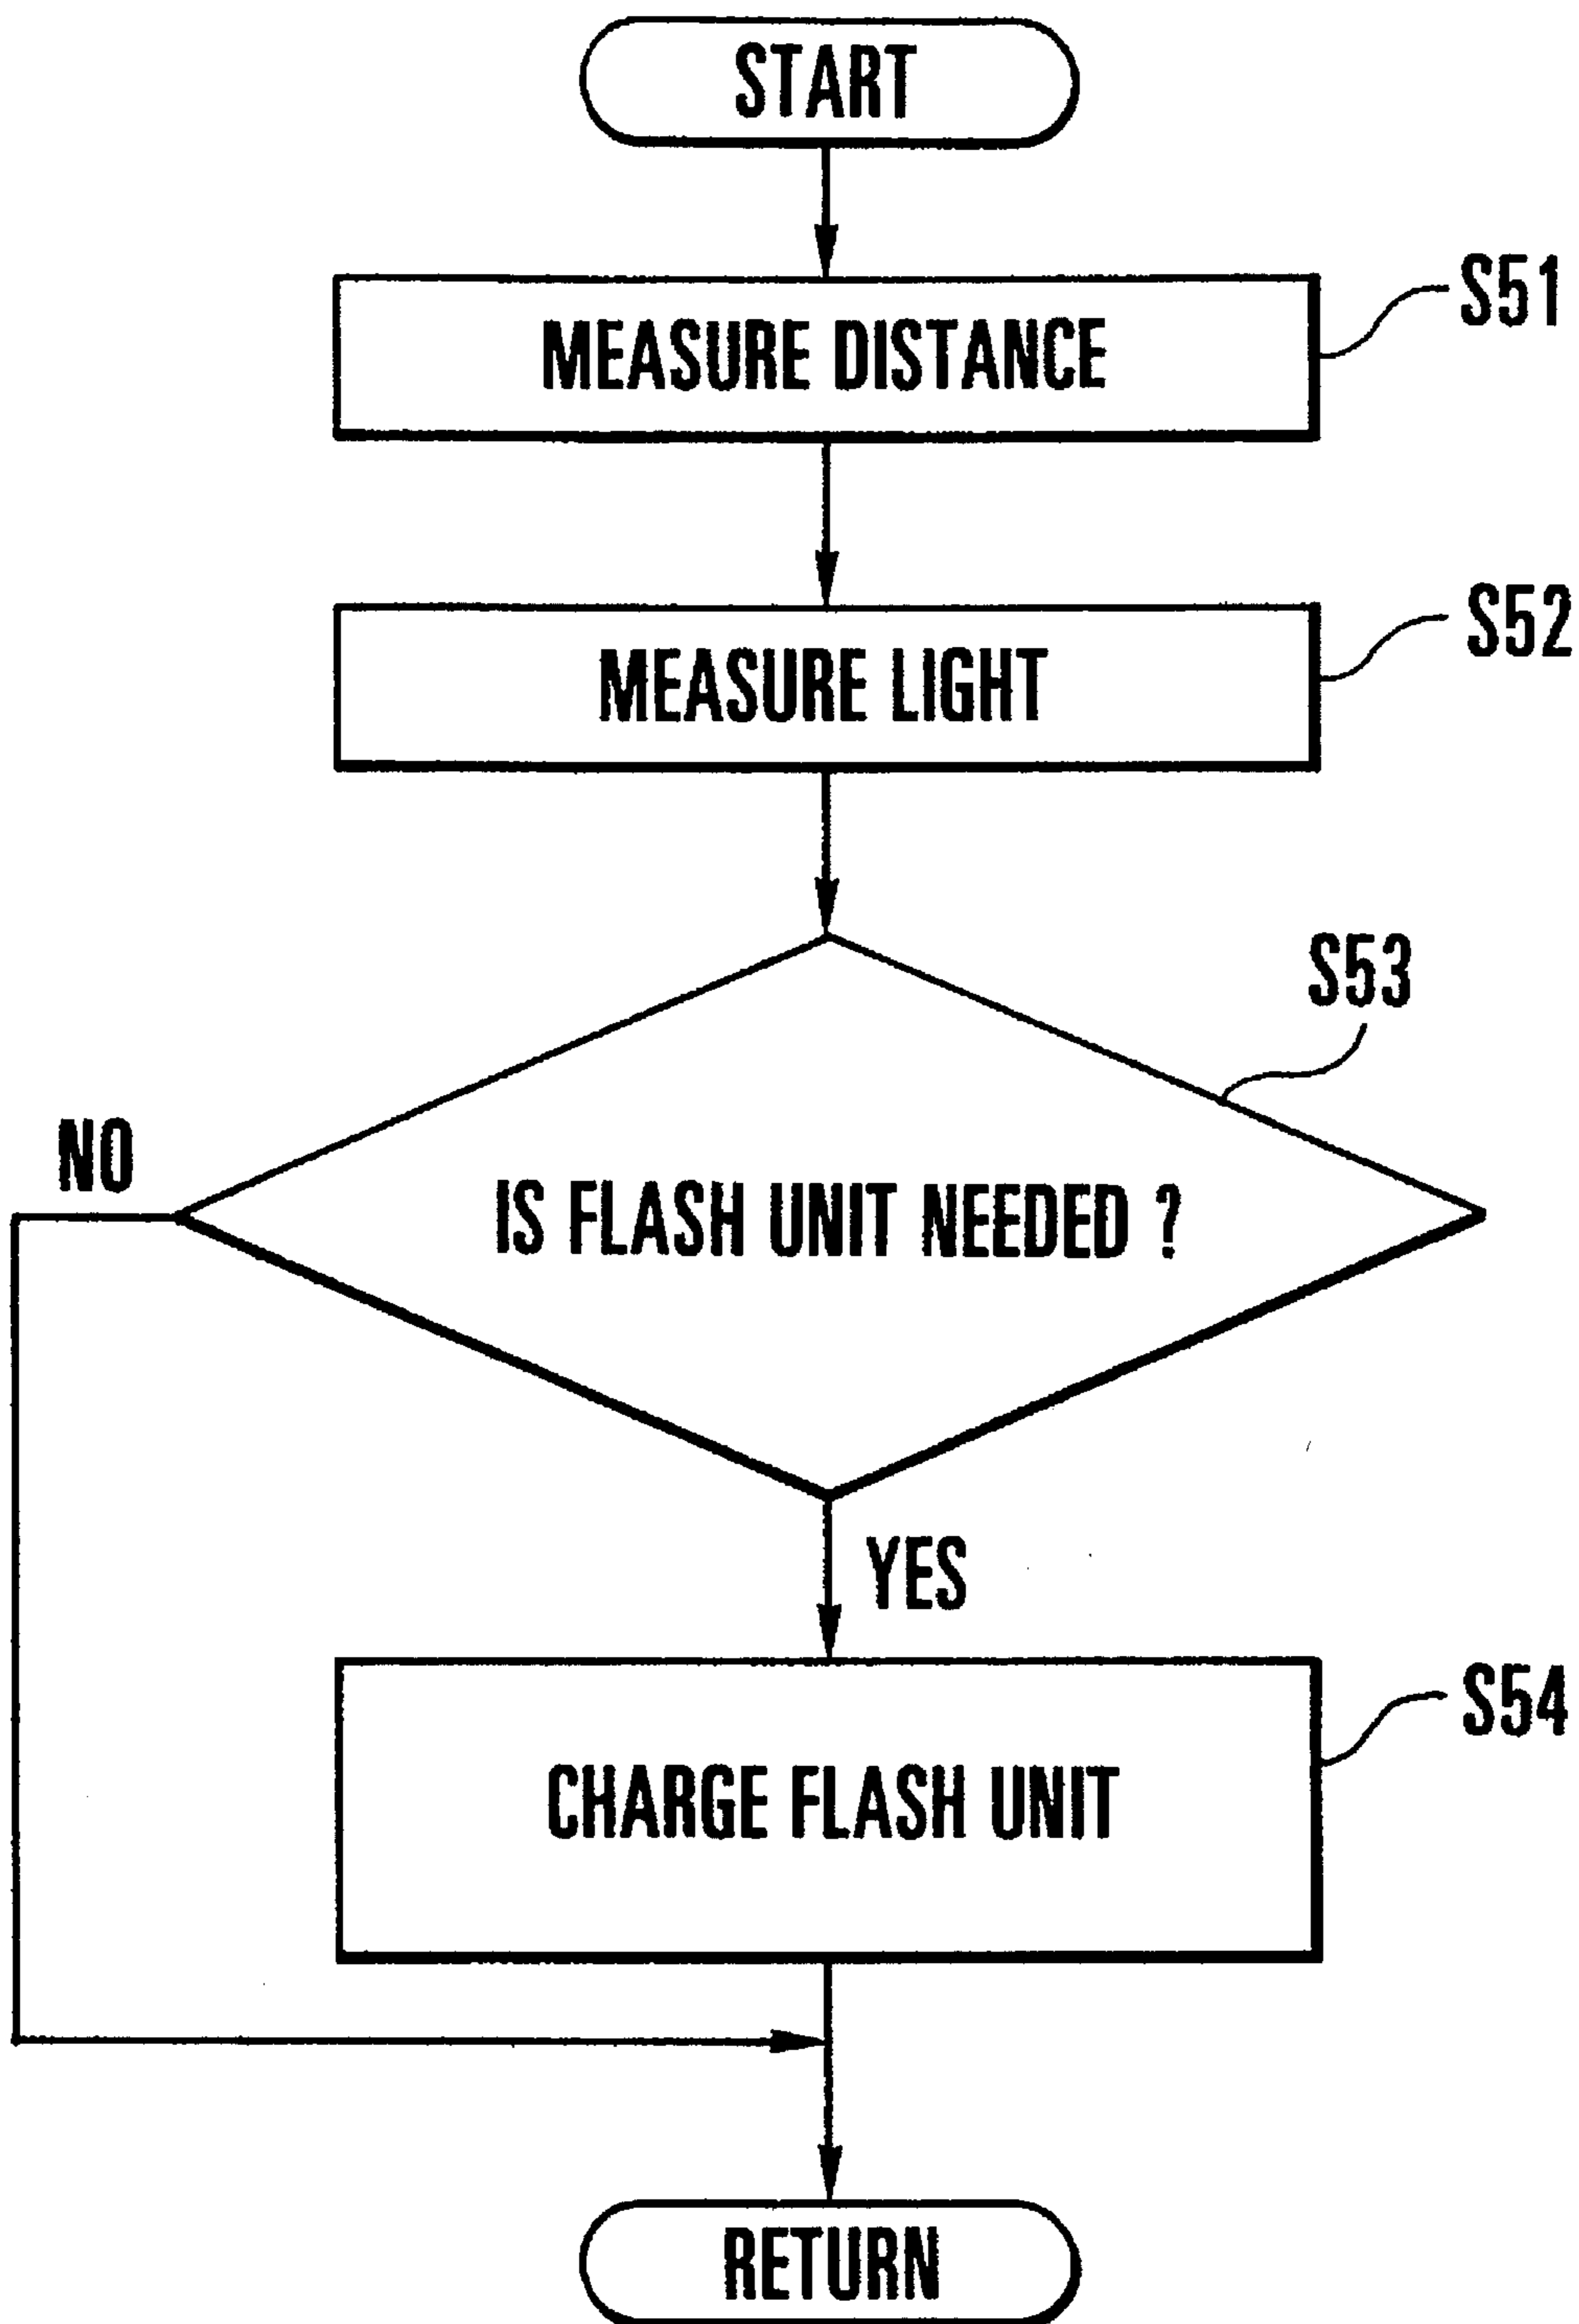 START
MEASURE DISTANCE
S51
MEASURE LIGHT
S52
S53
NO
IS FLASH UNIT NEEDED ?
YES
CHARGE FLASH UNIT
S54
RETURN